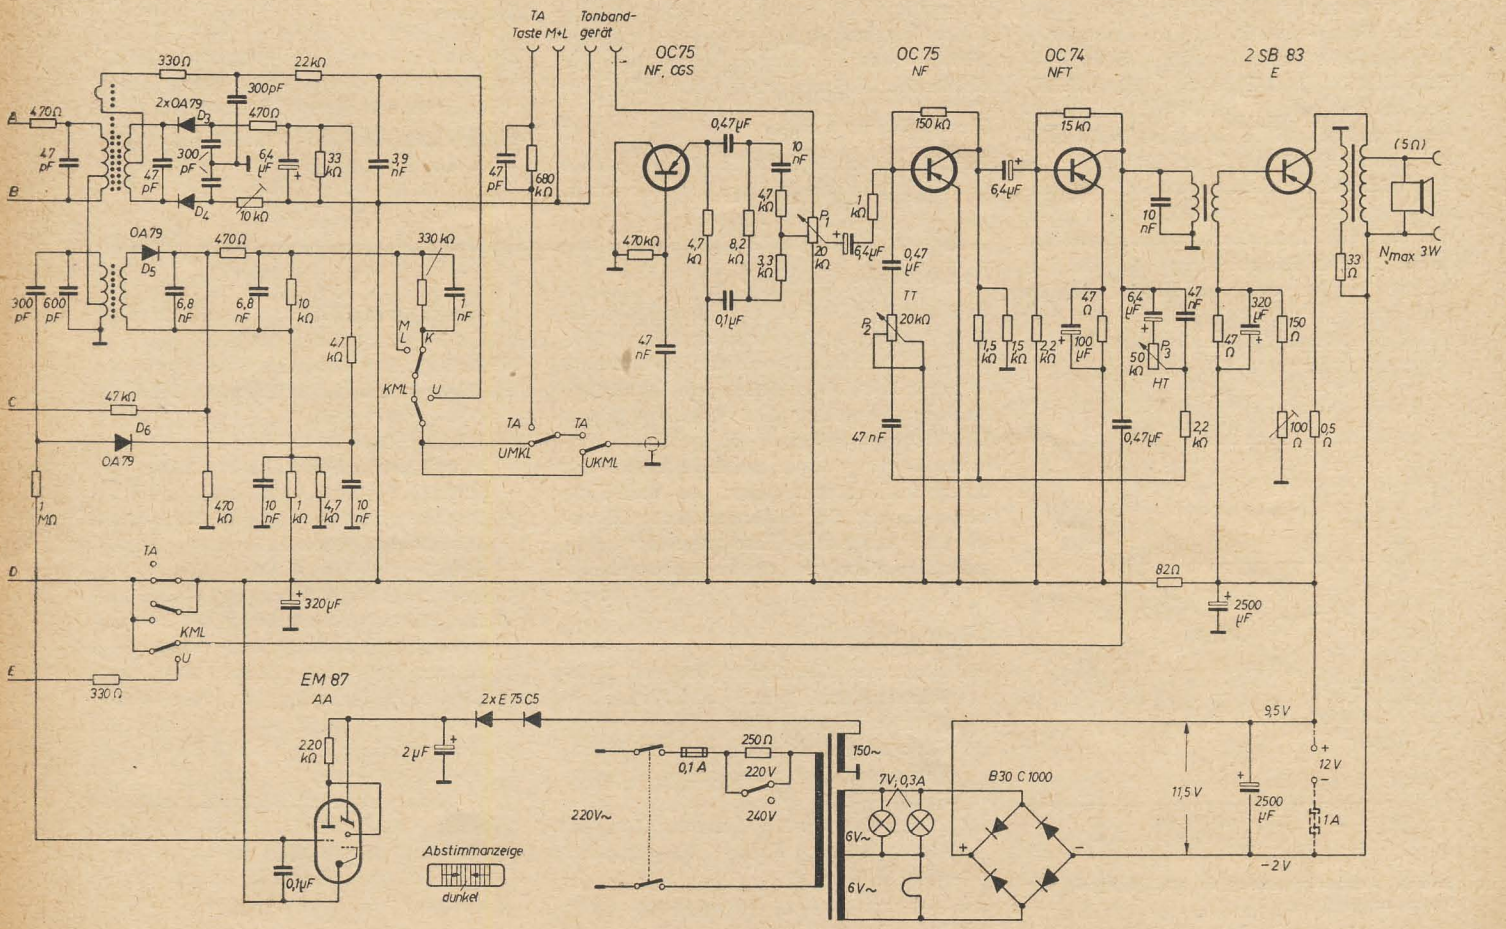 TA
Taste M+L
Tonband-
gerät
OC 75
NF, CGS
OC 75
NF
OC 74
NFT
2 SB 83
E
330Ω
22kΩ
300pF
2xOA79
D3
470Ω
A
470Ω
47
pF
47
pF
300
pF
6,4
µF
+
33
kΩ
3,9
nF
B
D4
10 kΩ
47
pF
680
kΩ
0,47µF
10
nF
150kΩ
15 kΩ
(5Ω)
6,4µF
+
47
kΩ
1
kΩ
P1
20
kΩ
+
6,4µF
10
nF
OA79
D5
470Ω
330kΩ
470kΩ
4,7
kΩ
8,2
kΩ
3,3
kΩ
0,47
µF
33
Ω
Nmax 3W
300
pF
600
pF
6,8
nF
6,8
nF
10
kΩ
1
nF
0,1µF
TT
P2
20kΩ
47
Ω
6,4
µF
+
47
nF
320
µF
+
M
L
K
47
kΩ
47
nF
1,5
kΩ
1,5
kΩ
2,2
kΩ
+
100
µF
50
kΩ
P3
HT
47
Ω
150
Ω
KML
U
C
47kΩ
D6
OA79
TA
TA
UMKL
UKML
47 nF
0,47µF
2,2
kΩ
100
Ω
0,5
Ω
1
MΩ
470
kΩ
10
nF
1
kΩ
4,7
kΩ
10
nF
TA
D
82Ω
+
320µF
+
2500
µF
KML
U
E
330Ω
EM 87
AA
2x E 75 C5
9,5V
220
kΩ
2µF
+
0,1 A
250Ω
220V
240V
150~
7V; 0,3A
B30 C1000
11,5V
+
2500
µF
+
12V
−
1A
220V~
6V~
6V~
+
−
−2V
0,1µF
Abstimmanzeige
dunkel